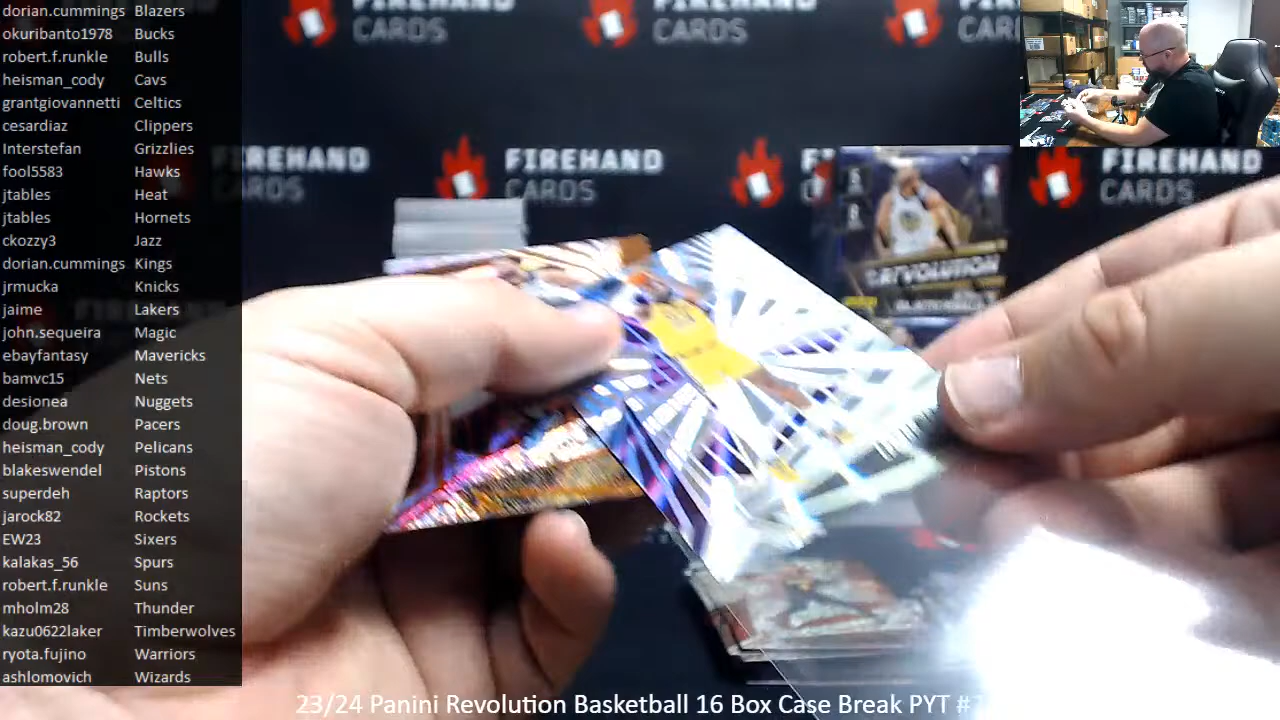 dorian.cummings Blazers
okuribanto1978 Bucks
robert.f.runkle Bulls
heisman_cody Cavs
grantgiovannetti Celtics
cesardiaz Clippers
Interstefan Grizzlies
fool5583 Hawks
jtables Heat
jtables Hornets
ckozzy3 Jazz
dorian.cummings Kings
jrmucka Knicks
jaime Lakers
john.sequeira Magic
ebayfantasy Mavericks
bamvc15 Nets
desionea Nuggets
doug.brown Pacers
heisman_cody Pelicans
blakeswendel Pistons
superdeh Raptors
jarock82 Rockets
EW23 Sixers
kalakas_56 Spurs
robert.f.runkle Suns
mholm28 Thunder
kazu0622laker Timberwolves
ryota.fujino Warriors
ashlomovich Wizards
FIREHAND
CARDS
FIREHAND
CARDS
CARDS
FIREHAND
CARDS
FIREHAND
CARDS
FIREHAND
CARDS
REVOLUTION
23/24 Panini Revolution Basketball 16 Box Case Break PYT